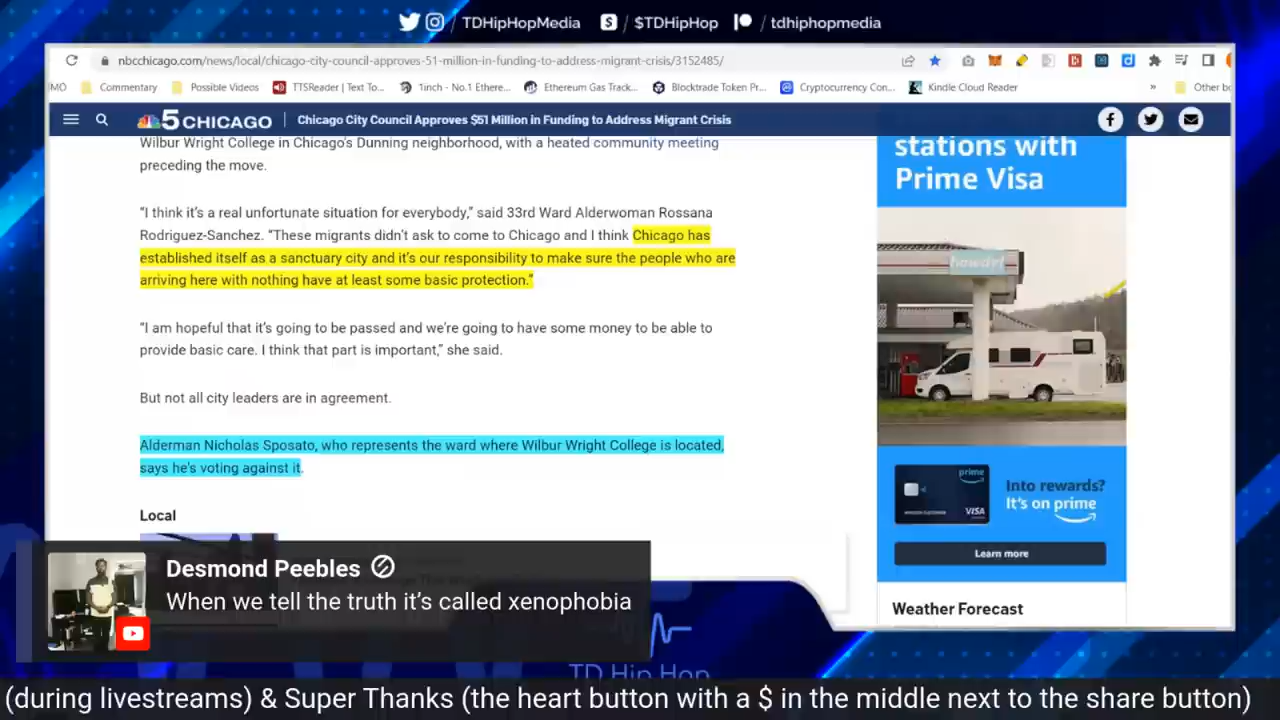 / TDHipHopMedia $ / $TDHipHop / tdhiphopmedia
nbcchicago.com/news/local/chicago-city-council-approves-51-million-in-funding-to-address-migrant-crisis/3152485/
MO Commentary Possible Videos TTSReader | Text To... 1inch - No.1 Ethere... Ethereum Gas Track... Blocktrade Token Pr... Cryptocurrency Con... Kindle Cloud Reader » Other bo
5 CHICAGO Chicago City Council Approves $51 Million in Funding to Address Migrant Crisis
Wilbur Wright College in Chicago's Dunning neighborhood, with a heated community meeting
preceding the move.
“I think it’s a real unfortunate situation for everybody,” said 33rd Ward Alderwoman Rossana
Rodriguez-Sanchez. “These migrants didn’t ask to come to Chicago and I think Chicago has
established itself as a sanctuary city and it’s our responsibility to make sure the people who are
arriving here with nothing have at least some basic protection.”
“I am hopeful that it’s going to be passed and we’re going to have some money to be able to
provide basic care. I think that part is important,” she said.
But not all city leaders are in agreement.
Alderman Nicholas Sposato, who represents the ward where Wilbur Wright College is located,
says he’s voting against it.
Local
stations with
Prime Visa
howdy!
prime
VISA
Into rewards?
It's on prime
Learn more
Weather Forecast
Desmond Peebles
When we tell the truth it’s called xenophobia
TD Hip Hop
(during livestreams) & Super Thanks (the heart button with a $ in the middle next to the share button)